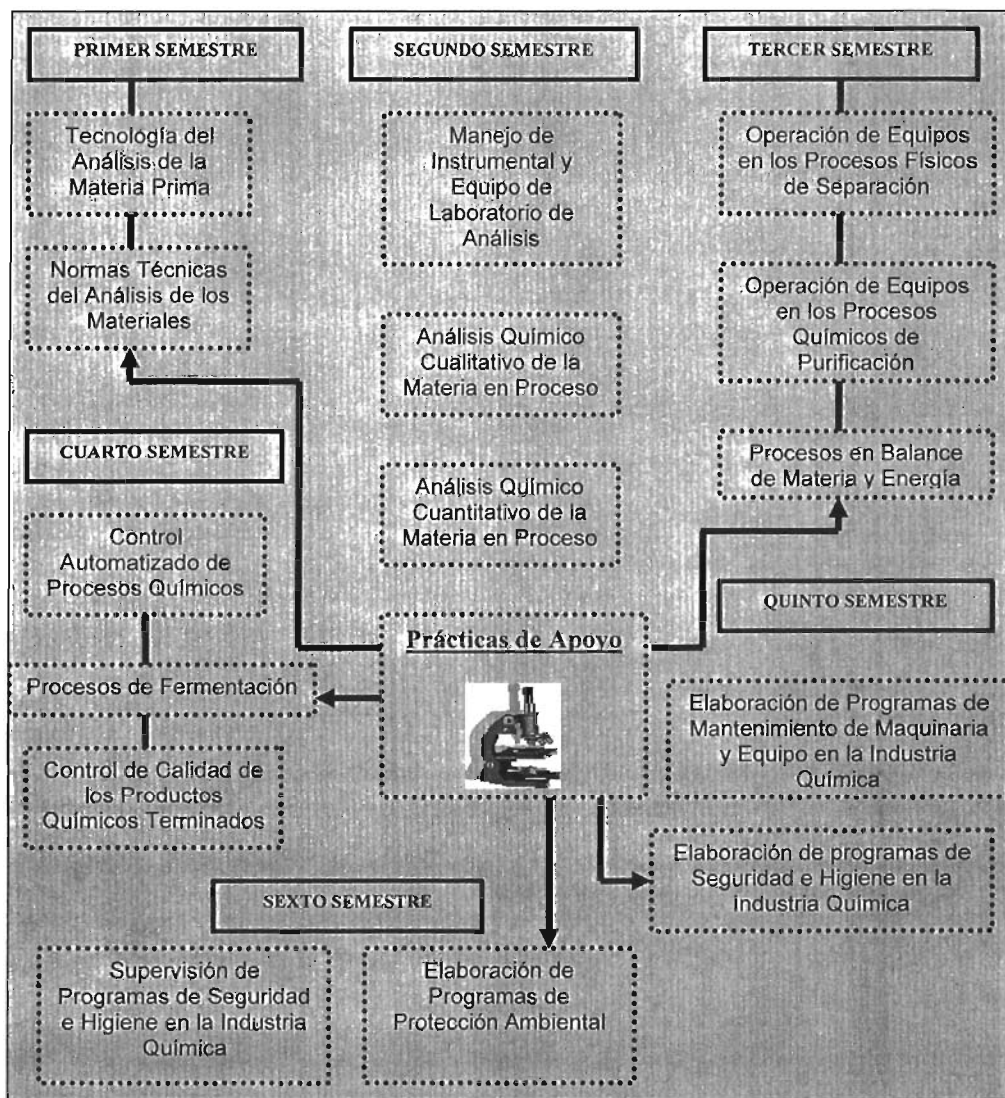 PRIMER SEMESTRE
Tecnología del
Análisis de la
Materia Prima
Normas Técnicas
del Análisis de los
Materiales
SEGUNDO SEMESTRE
Manejo de
Instrumental y
Equipo de
Laboratorio de
Análisis
Análisis Químico
Cualitativo de la
Materia en Proceso
Análisis Químico
Cuantitativo de la
Materia en Proceso
TERCER SEMESTRE
Operación de Equipos
en los Procesos Físicos
de Separación
Operación de Equipos
en los Procesos
Químicos de
Purificación
Procesos en Balance
de Materia y Energía
CUARTO SEMESTRE
Control
Automatizado de
Procesos Químicos
Procesos de Fermentación
Control de Calidad de
los Productos
Químicos Terminados
Prácticas de Apoyo
QUINTO SEMESTRE
Elaboración de Programas de
Mantenimiento de Maquinaria
y Equipo en la Industria
Química
Elaboración de programas de
Seguridad e Higiene en la
Industria Química
SEXTO SEMESTRE
Supervisión de
Programas de Seguridad
e Higiene en la Industria
Química
Elaboración de
Programas de
Protección Ambiental